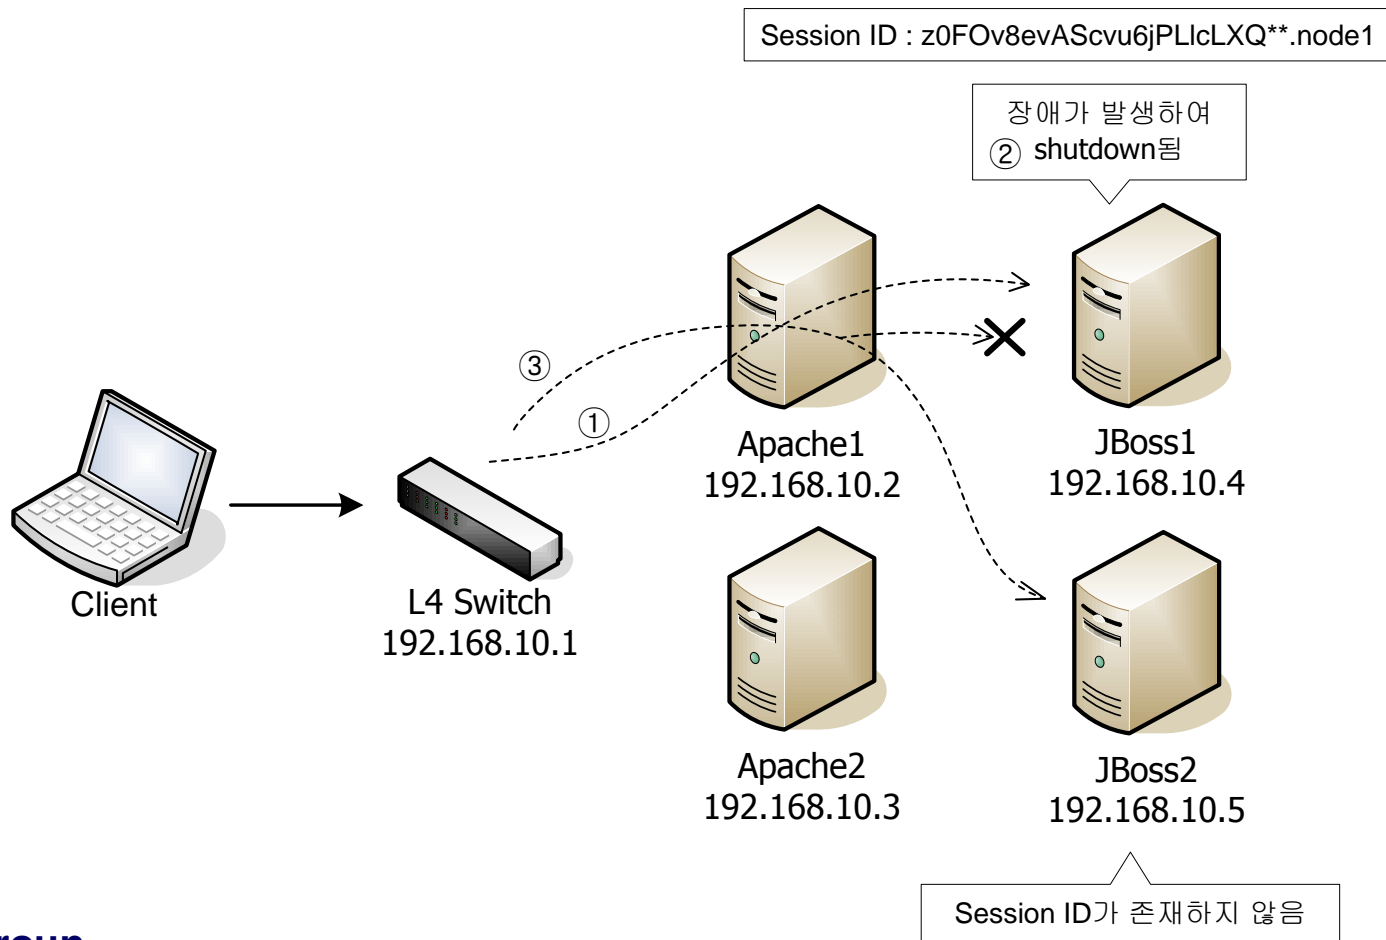 Session ID : z0FOv8evAScvu6jPLlcLXQ**.node1
장애가 발생하여
② shutdown됨
③
①
Apache1
192.168.10.2
JBoss1
192.168.10.4
Client
L4 Switch
192.168.10.1
Apache2
192.168.10.3
JBoss2
192.168.10.5
Session ID가 존재하지 않음